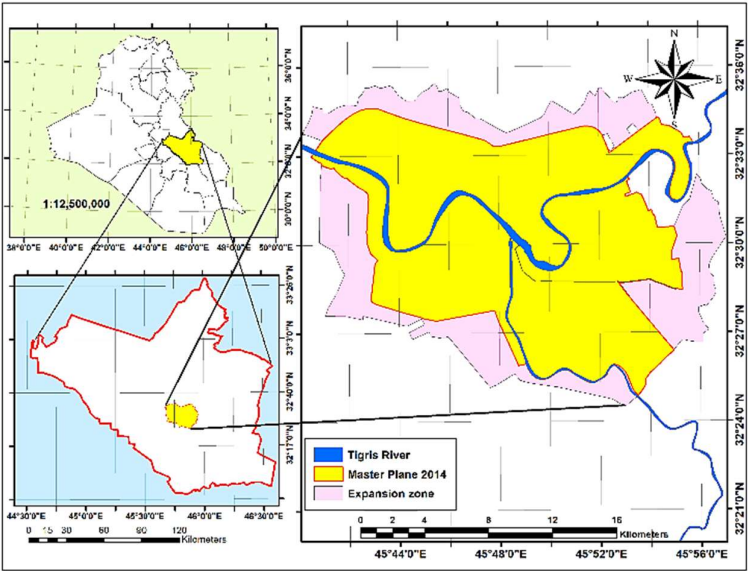 36°0'0"N
34°0'0"N
32°0'0"N
30°0'0"N
1:12,500,000
38°0'0"E 40°0'0"E 42°0'0"E 44°0'0"E 46°0'0"E 48°0'0"E 50°0'0"E
33°26'0"N
33°3'0"N
32°40'0"N
32°17'0"N
44°30'0"E 45°0'0"E 45°30'0"E 46°0'0"E 46°30'0"E
0 15 30 60 90 120
Kilometers
N
W E
S
32°36'0"N
32°33'0"N
32°30'0"N
32°27'0"N
32°24'0"N
32°21'0"N
Tigris River
Master Plane 2014
Expansion zone
0 2 4 8 12 16
Kilometers
45°44'0"E 45°48'0"E 45°52'0"E 45°56'0"E